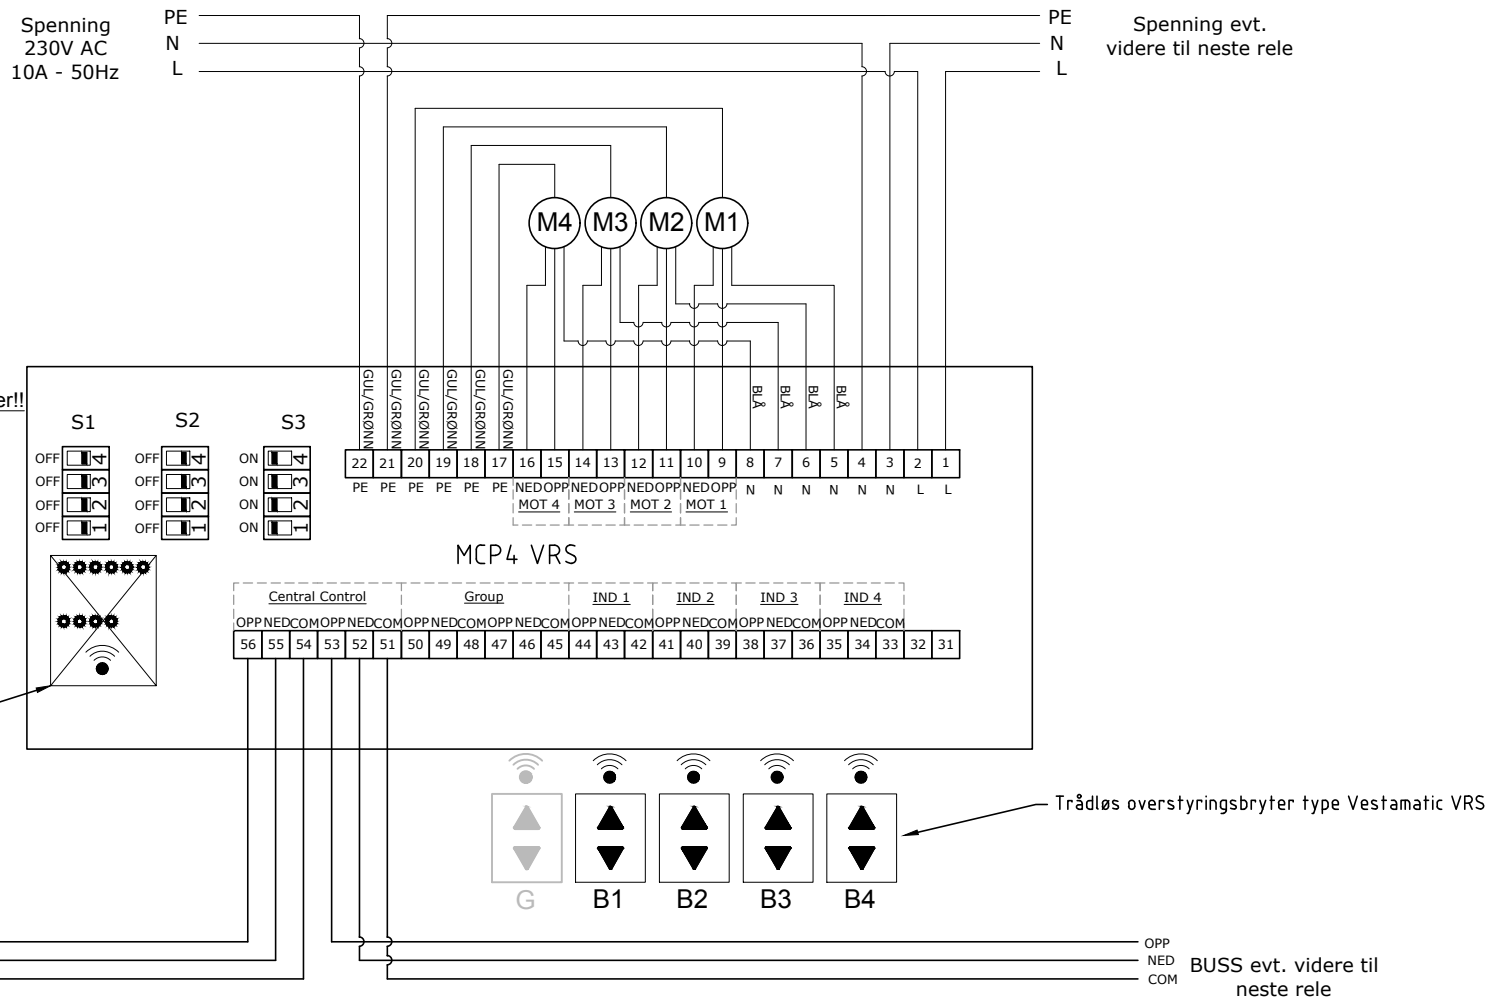 Spenning
230V AC
10A - 50Hz
PE
N
L
PE
N
L
Spenning evt.
videre til neste rele
M4 M3 M2 M1
er!!
GUL/GRØNN GUL/GRØNN GUL/GRØNN GUL/GRØNN GUL/GRØNN GUL/GRØNN
BLÅ BLÅ BLÅ BLÅ
S1 S2 S3
OFF 4 OFF 4 ON 4
OFF 3 OFF 3 ON 3
OFF 2 OFF 2 ON 2
OFF 1 OFF 1 ON 1
22 21 20 19 18 17 16 15 14 13 12 11 10 9 8 7 6 5 4 3 2 1
PE PE PE PE PE PE NED OPP NED OPP NED OPP NED OPP N N N N N N L L
MOT 4 MOT 3 MOT 2 MOT 1
MCP4 VRS
Central Control Group IND 1 IND 2 IND 3 IND 4
OPP NED COM OPP NED COM OPP NED COM OPP NED COM OPP NED COM OPP NED COM OPP NED COM OPP NED COM
56 55 54 53 52 51 50 49 48 47 46 45 44 43 42 41 40 39 38 37 36 35 34 33 32 31
Trådløs overstyringsbryter type Vestamatic VRS
G B1 B2 B3 B4
OPP
NED
COM
BUSS evt. videre til
neste rele